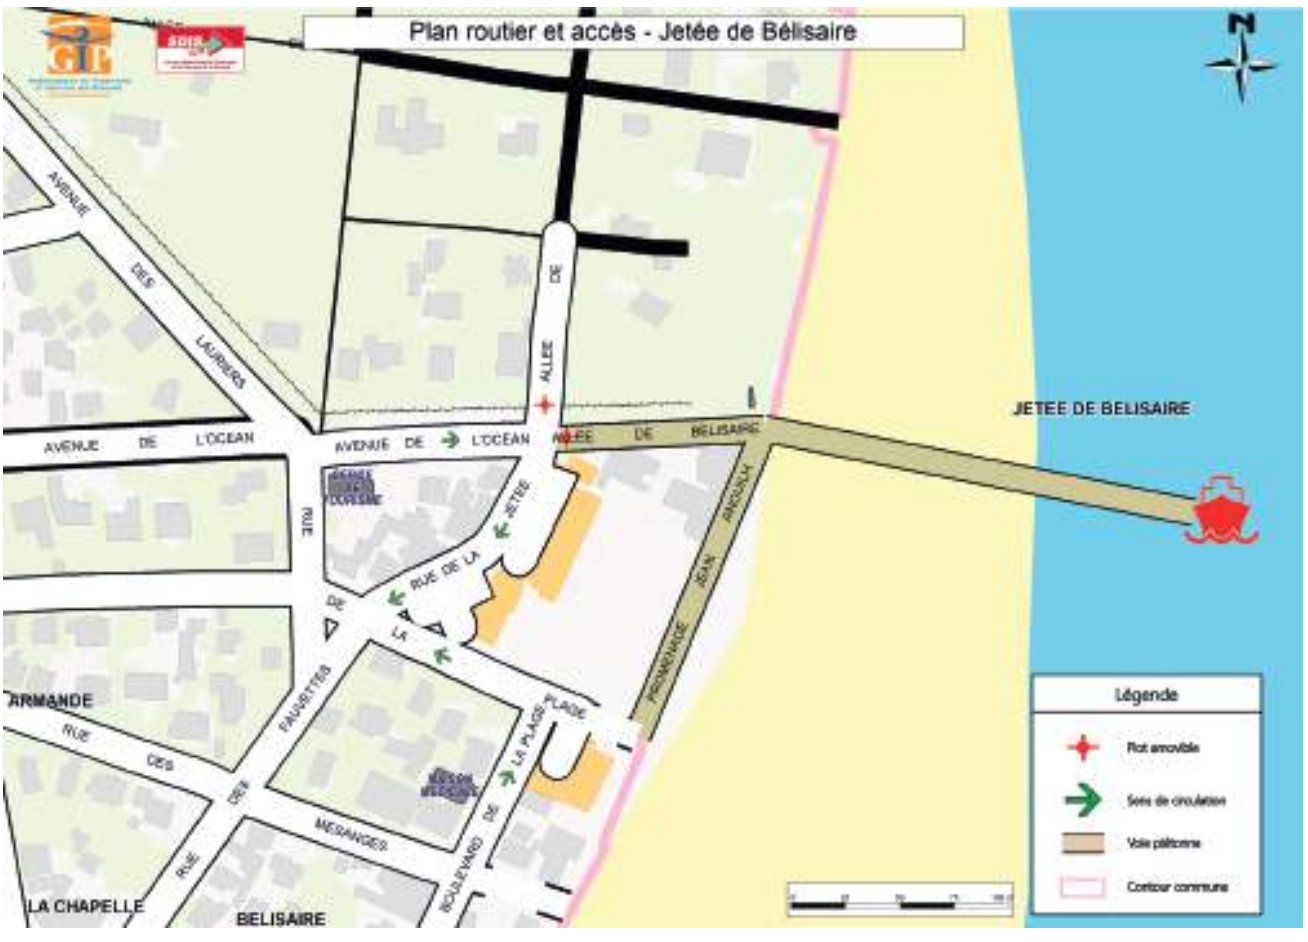 Plan routier et accès - Jetée de Bélisaire
GIP
SDIS
N
AVENUE DES LAURIERS
ALLEE DE
JETEE DE BELISAIRE
AVENUE DE L'OCEAN
AVENUE DE L'OCEAN
ALLEE DE BELISAIRE
RUE DE LA JETEE
RUE
DE LA PLAGE
PROMENADE JEAN ANOUILH
ARMANDE
RUE DES MESANGES
RUE DES FAUVETTES
BOULEVARD DE LA PLAGE
LA CHAPELLE
BELISAIRE
Légende
Plot amovible
Sens de circulation
Voie piétonne
Contour commune